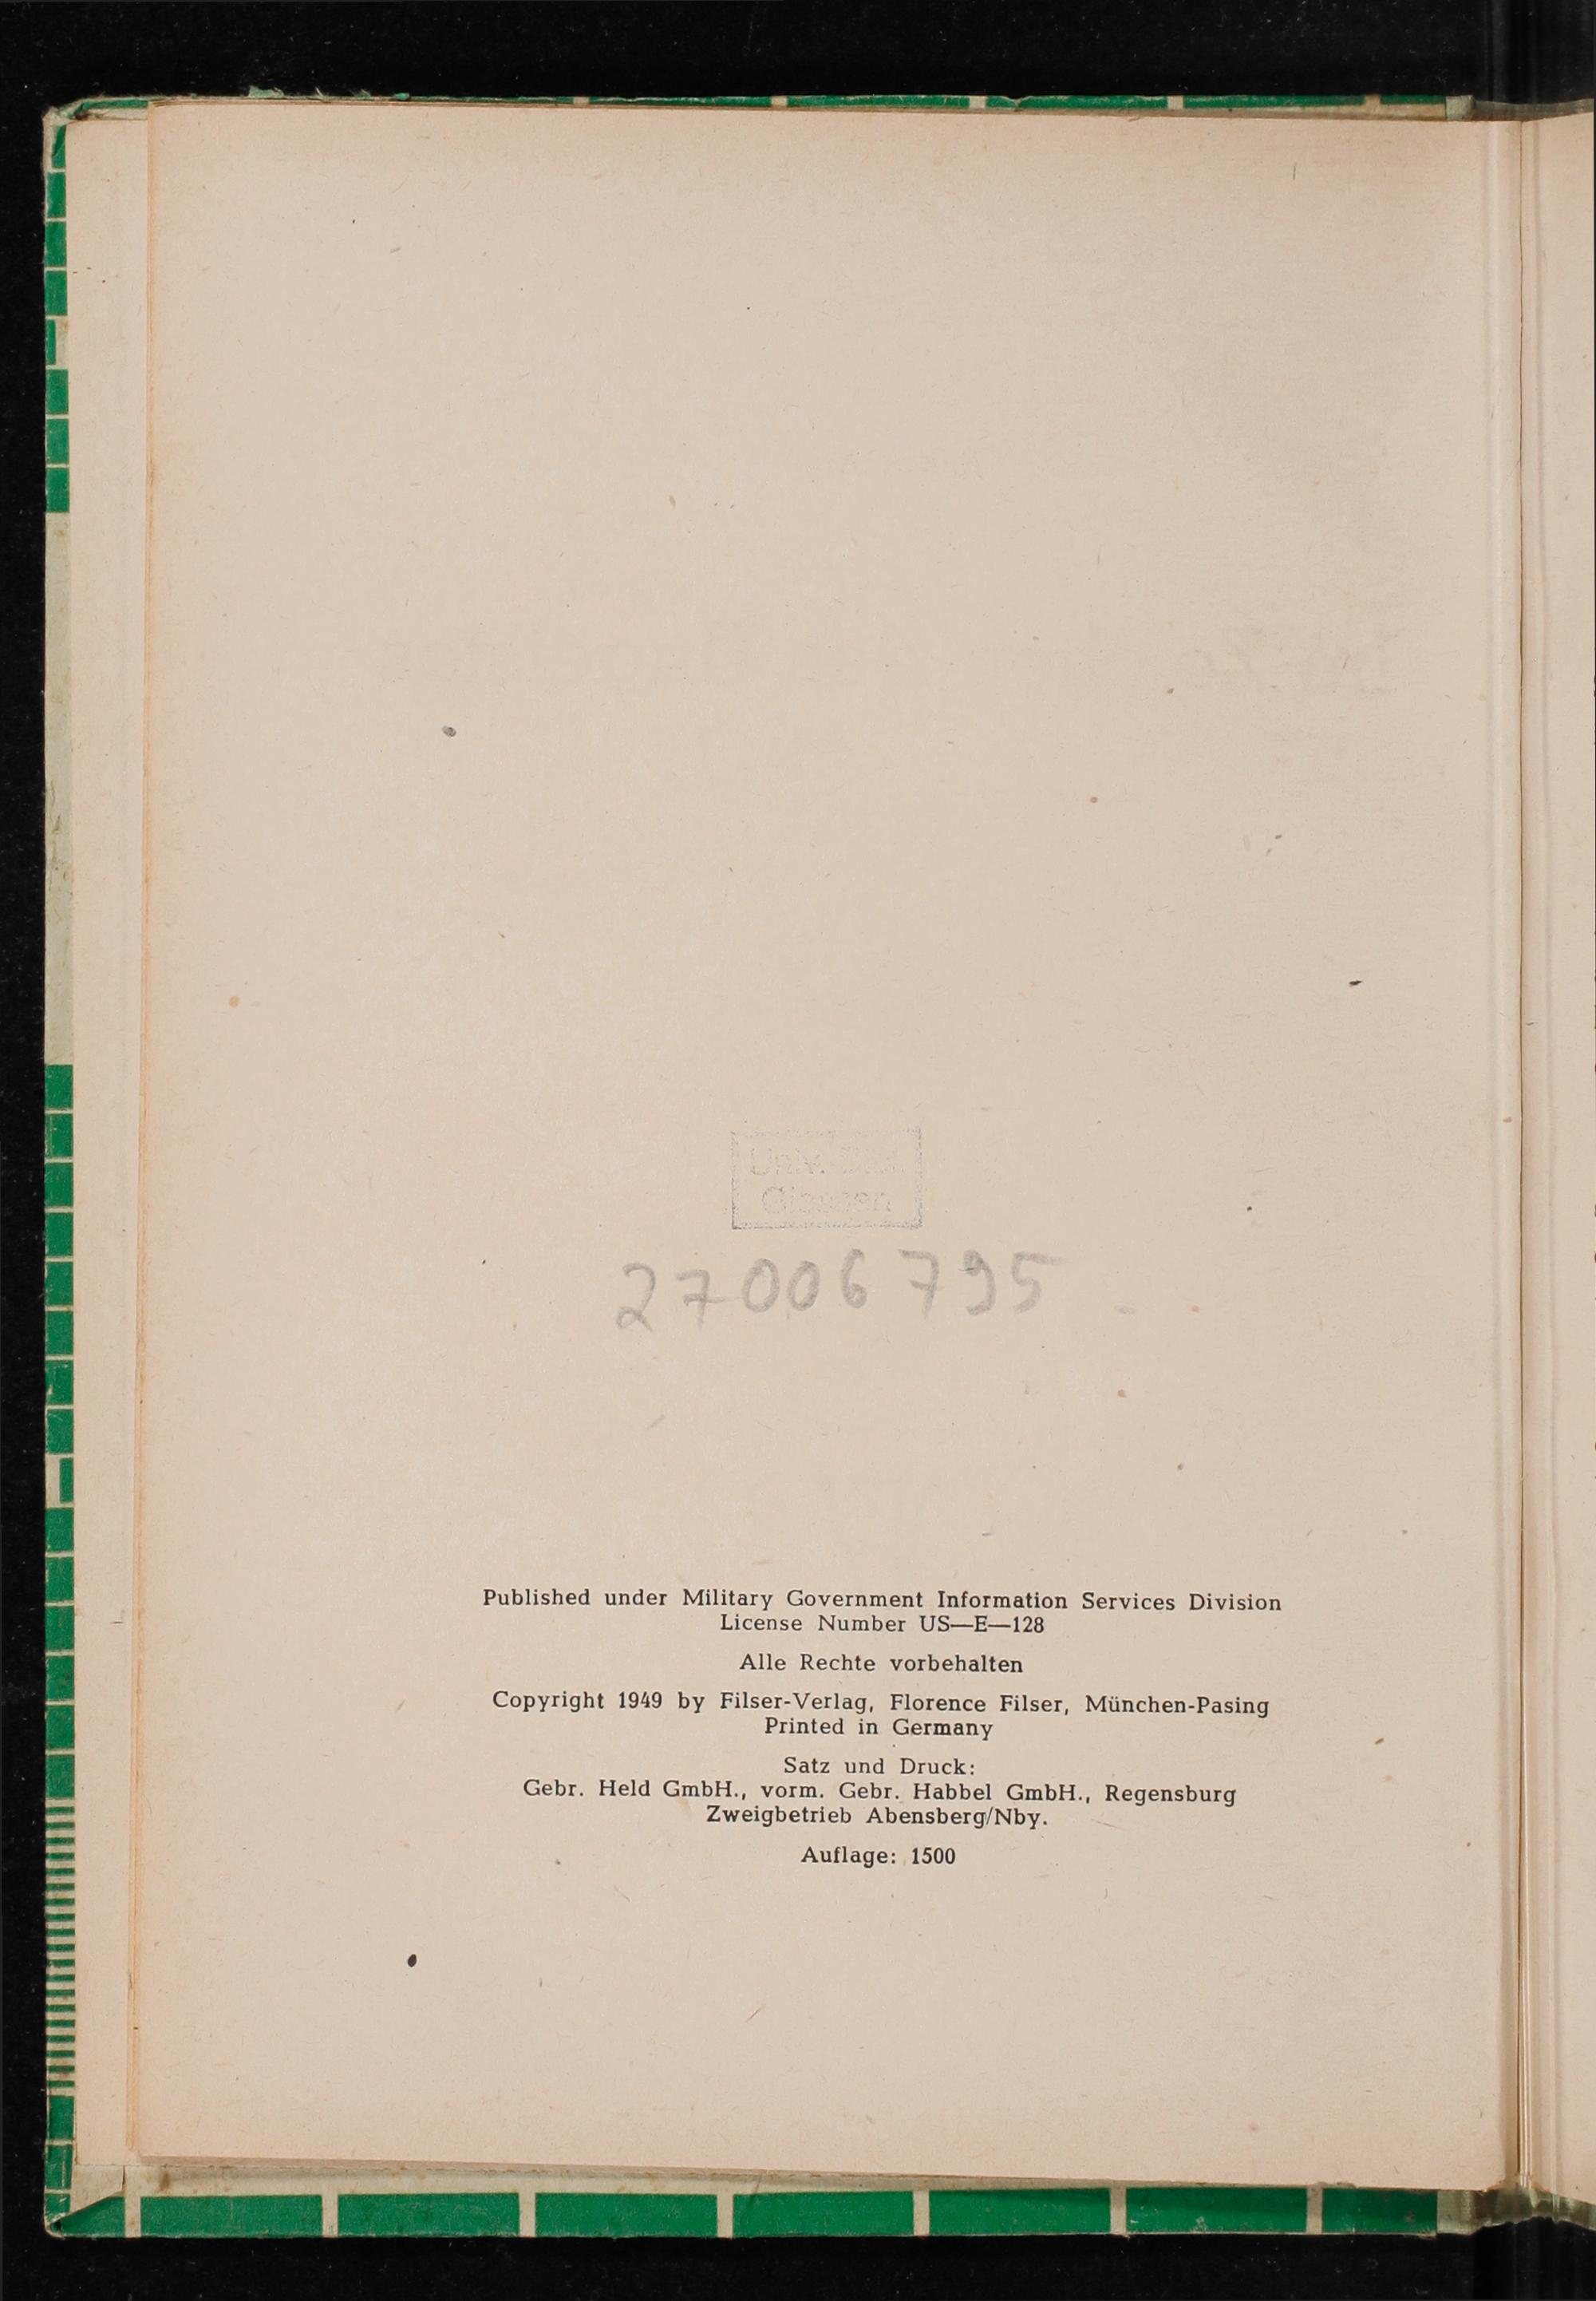 Giessen
27006795
Published under Military Government Information Services Division
License Number US—E—128
Alle Rechte vorbehalten
Copyright 1949 by Filser-Verlag, Florence Filser, München-Pasing
Printed in Germany
Satz und Druck:
Gebr. Held GmbH., vorm. Gebr. Habbel GmbH., Regensburg
Zweigbetrieb Abensberg/Nby.
Auflage: 1500